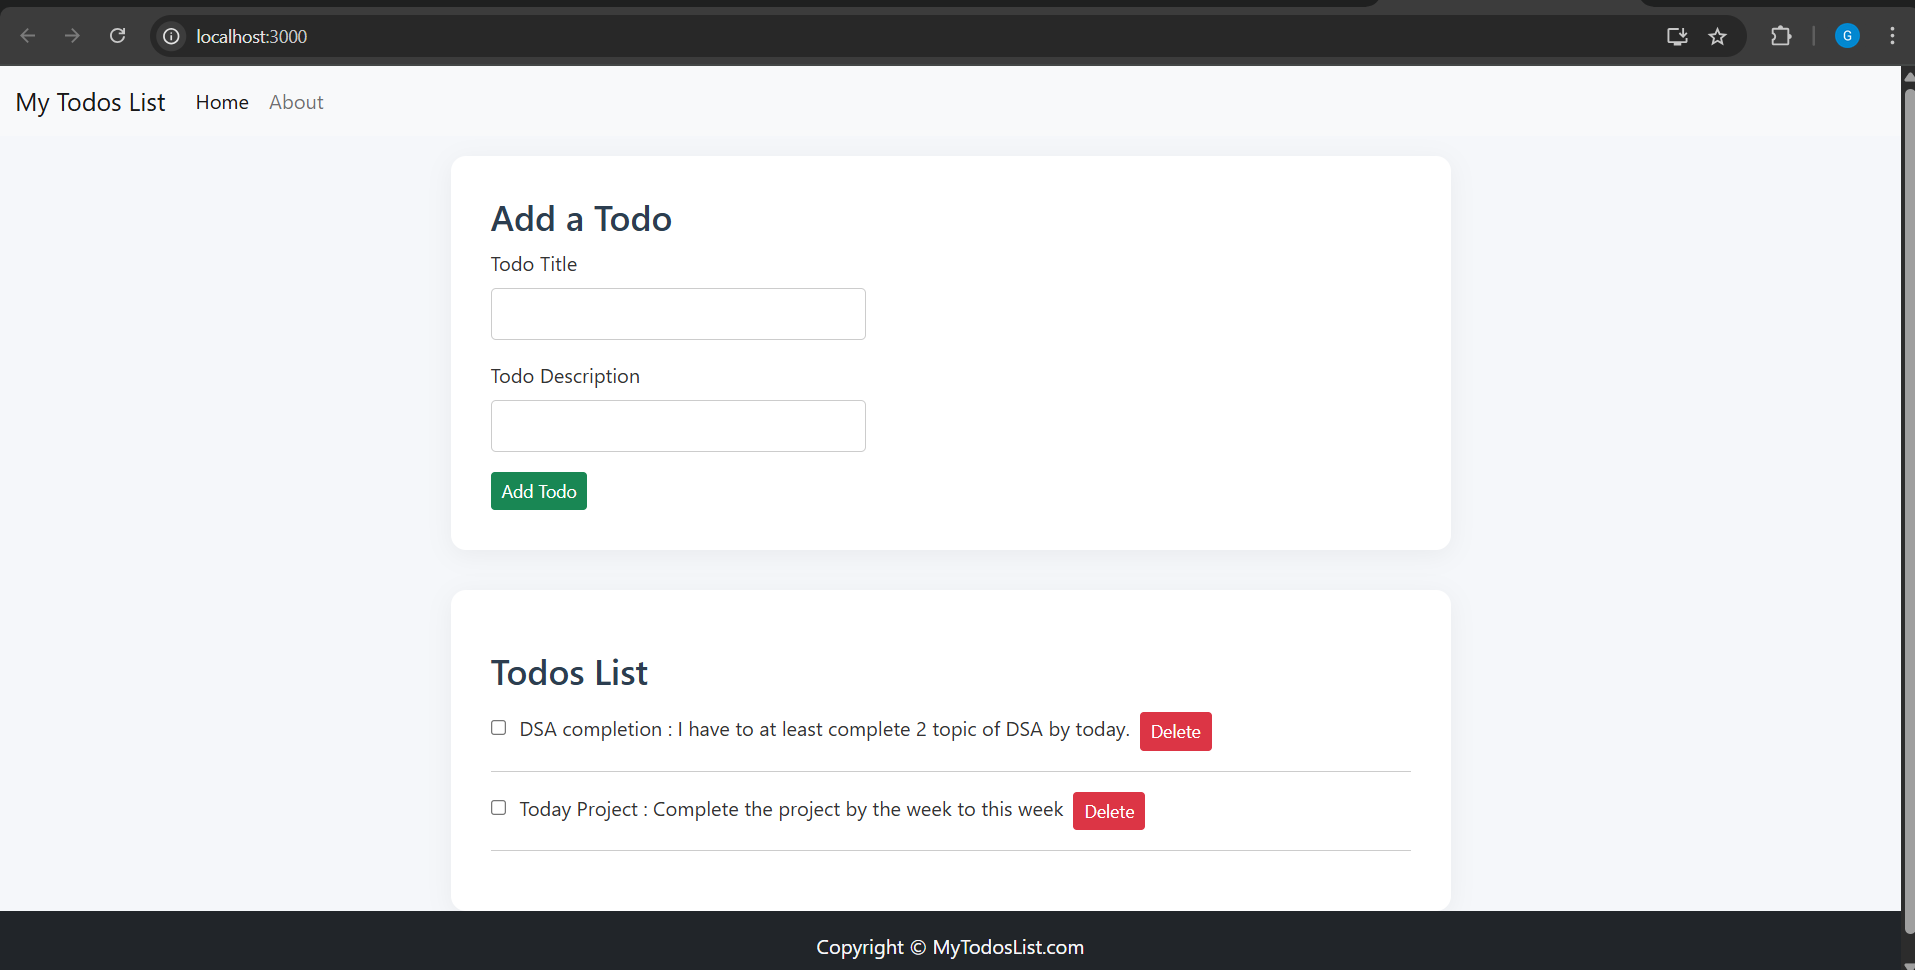 localhost:3000
G
My Todos List Home About
Add a Todo
Todo Title
Todo Description
Add Todo
Todos List
DSA completion : I have to at least complete 2 topic of DSA by today. Delete
Today Project : Complete the project by the week to this week Delete
Copyright © MyTodosList.com